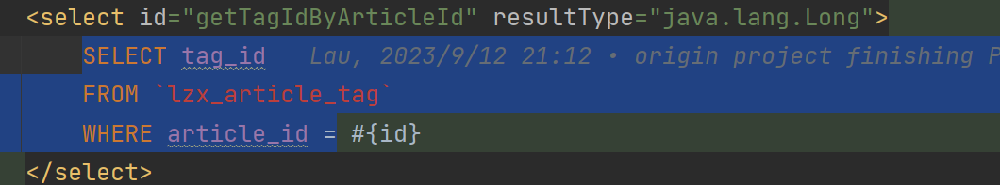 <select id="getTagIdByArticleId" resultType="java.lang.Long">
SELECT tag_id Lau, 2023/9/12 21:12 • origin project finishing
FROM `lzx_article_tag`
WHERE article_id = #{id}
</select>